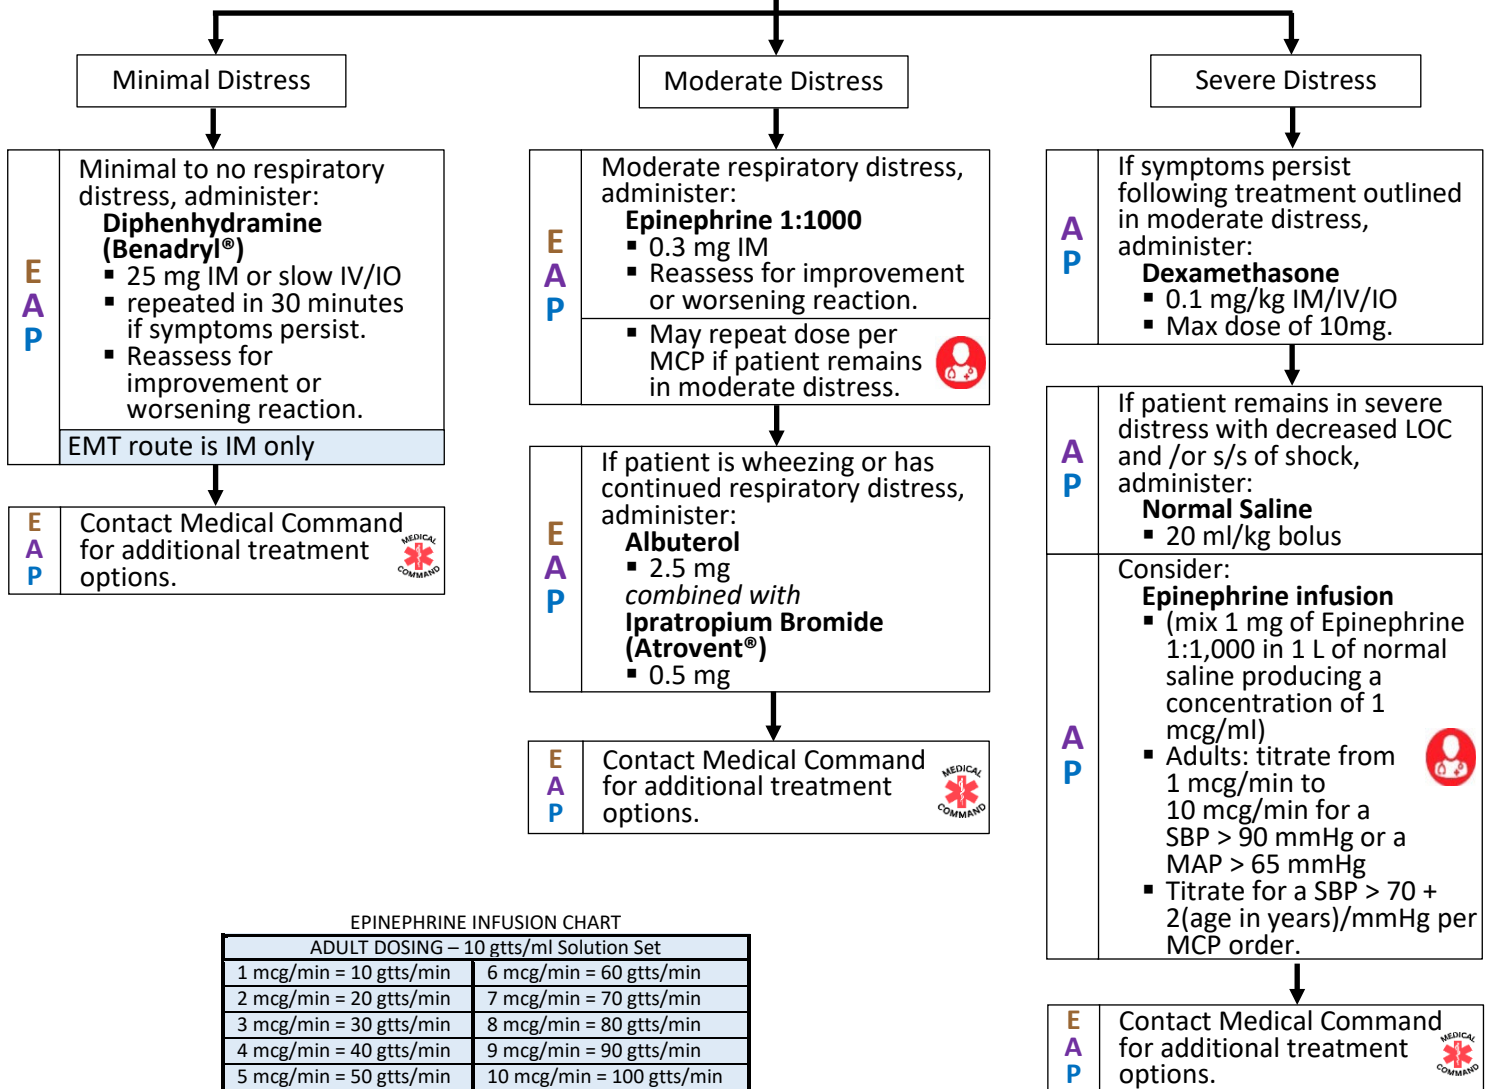 Minimal Distress
Minimal to no respiratory
distress, administer:
Diphenhydramine
(Benadryl®)
▪ 25 mg IM or slow IV/IO
▪ repeated in 30 minutes
if symptoms persist.
▪ Reassess for
improvement or
worsening reaction.
E
A
P
EMT route is IM only
E
A
P
Contact Medical Command
for additional treatment
options.
MEDICAL
COMMAND
Moderate Distress
E
A
P
Moderate respiratory distress,
administer:
Epinephrine 1:1000
▪ 0.3 mg IM
▪ Reassess for improvement
or worsening reaction.
▪ May repeat dose per
MCP if patient remains
in moderate distress.
E
A
P
If patient is wheezing or has
continued respiratory distress,
administer:
Albuterol
▪ 2.5 mg
combined with
Ipratropium Bromide
(Atrovent®)
▪ 0.5 mg
E
A
P
Contact Medical Command
for additional treatment
options.
MEDICAL
COMMAND
Severe Distress
A
P
If symptoms persist
following treatment outlined
in moderate distress,
administer:
Dexamethasone
▪ 0.1 mg/kg IM/IV/IO
▪ Max dose of 10mg.
A
P
If patient remains in severe
distress with decreased LOC
and /or s/s of shock,
administer:
Normal Saline
▪ 20 ml/kg bolus
A
P
Consider:
Epinephrine infusion
▪ (mix 1 mg of Epinephrine
1:1,000 in 1 L of normal
saline producing a
concentration of 1
mcg/ml)
▪ Adults: titrate from
1 mcg/min to
10 mcg/min for a
SBP > 90 mmHg or a
MAP > 65 mmHg
▪ Titrate for a SBP > 70 +
2(age in years)/mmHg per
MCP order.
E
A
P
Contact Medical Command
for additional treatment
options.
MEDICAL
COMMAND
EPINEPHRINE INFUSION CHART
ADULT DOSING – 10 gtts/ml Solution Set
1 mcg/min = 10 gtts/min 6 mcg/min = 60 gtts/min
2 mcg/min = 20 gtts/min 7 mcg/min = 70 gtts/min
3 mcg/min = 30 gtts/min 8 mcg/min = 80 gtts/min
4 mcg/min = 40 gtts/min 9 mcg/min = 90 gtts/min
5 mcg/min = 50 gtts/min 10 mcg/min = 100 gtts/min